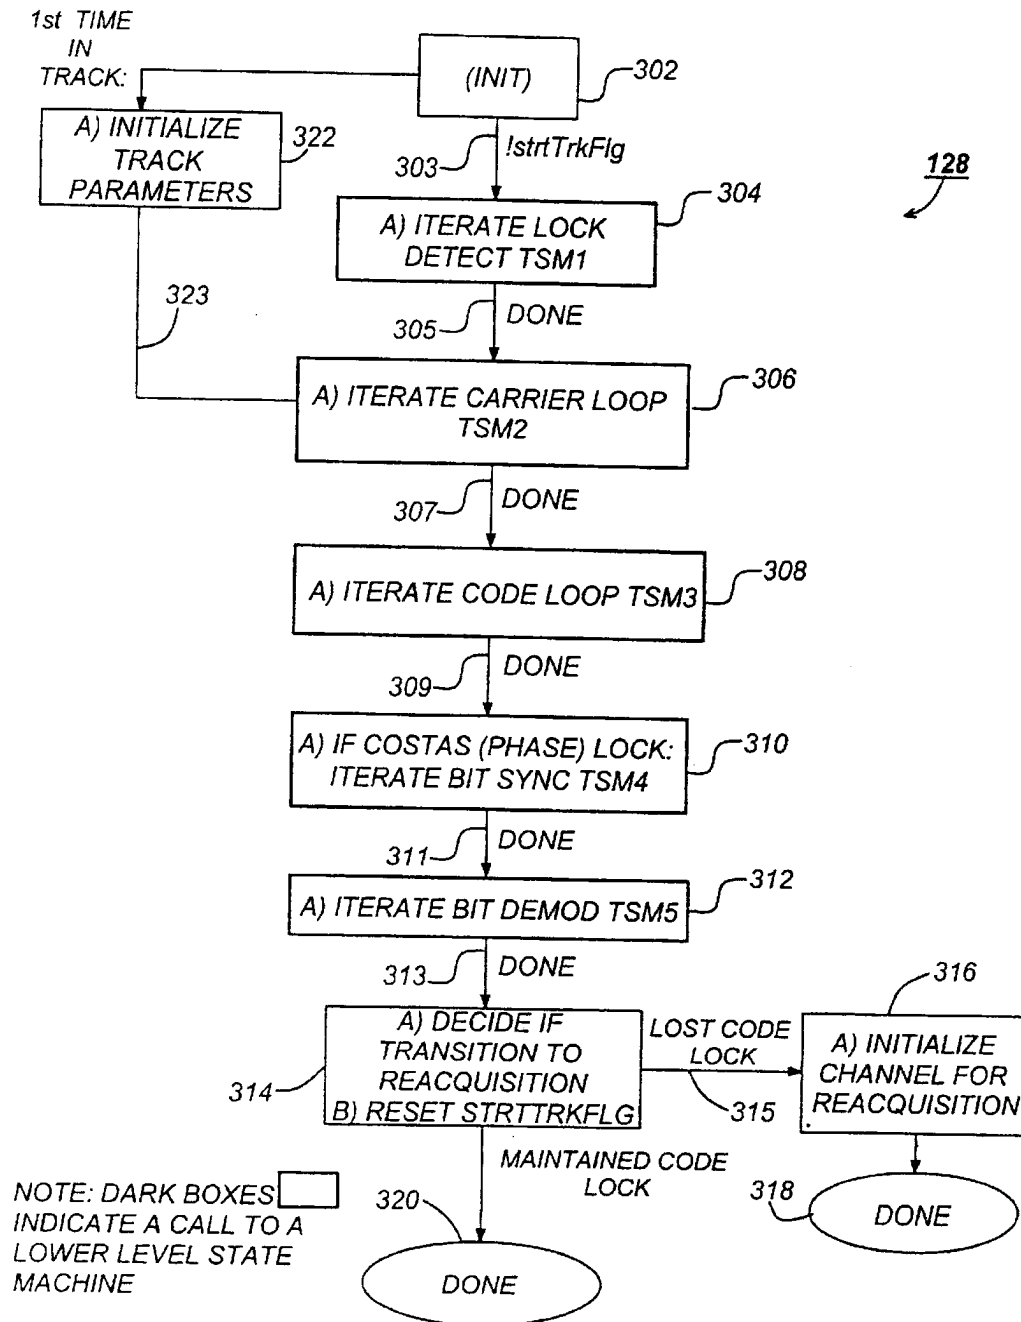 1st TIME
IN
TRACK:
(INIT)
302
A) INITIALIZE
TRACK
PARAMETERS
322
303
!strtTrkFlg
128
304
A) ITERATE LOCK
DETECT TSM1
323
305
DONE
306
A) ITERATE CARRIER LOOP
TSM2
307
DONE
308
A) ITERATE CODE LOOP TSM3
309
DONE
310
A) IF COSTAS (PHASE) LOCK:
ITERATE BIT SYNC TSM4
311
DONE
312
A) ITERATE BIT DEMOD TSM5
313
DONE
314
A) DECIDE IF
TRANSITION TO
REACQUISITION
B) RESET STRTTRKFLG
LOST CODE
LOCK
315
316
A) INITIALIZE
CHANNEL FOR
REACQUISITION
MAINTAINED CODE
LOCK
318
DONE
320
DONE
NOTE: DARK BOXES
INDICATE A CALL TO A
LOWER LEVEL STATE
MACHINE